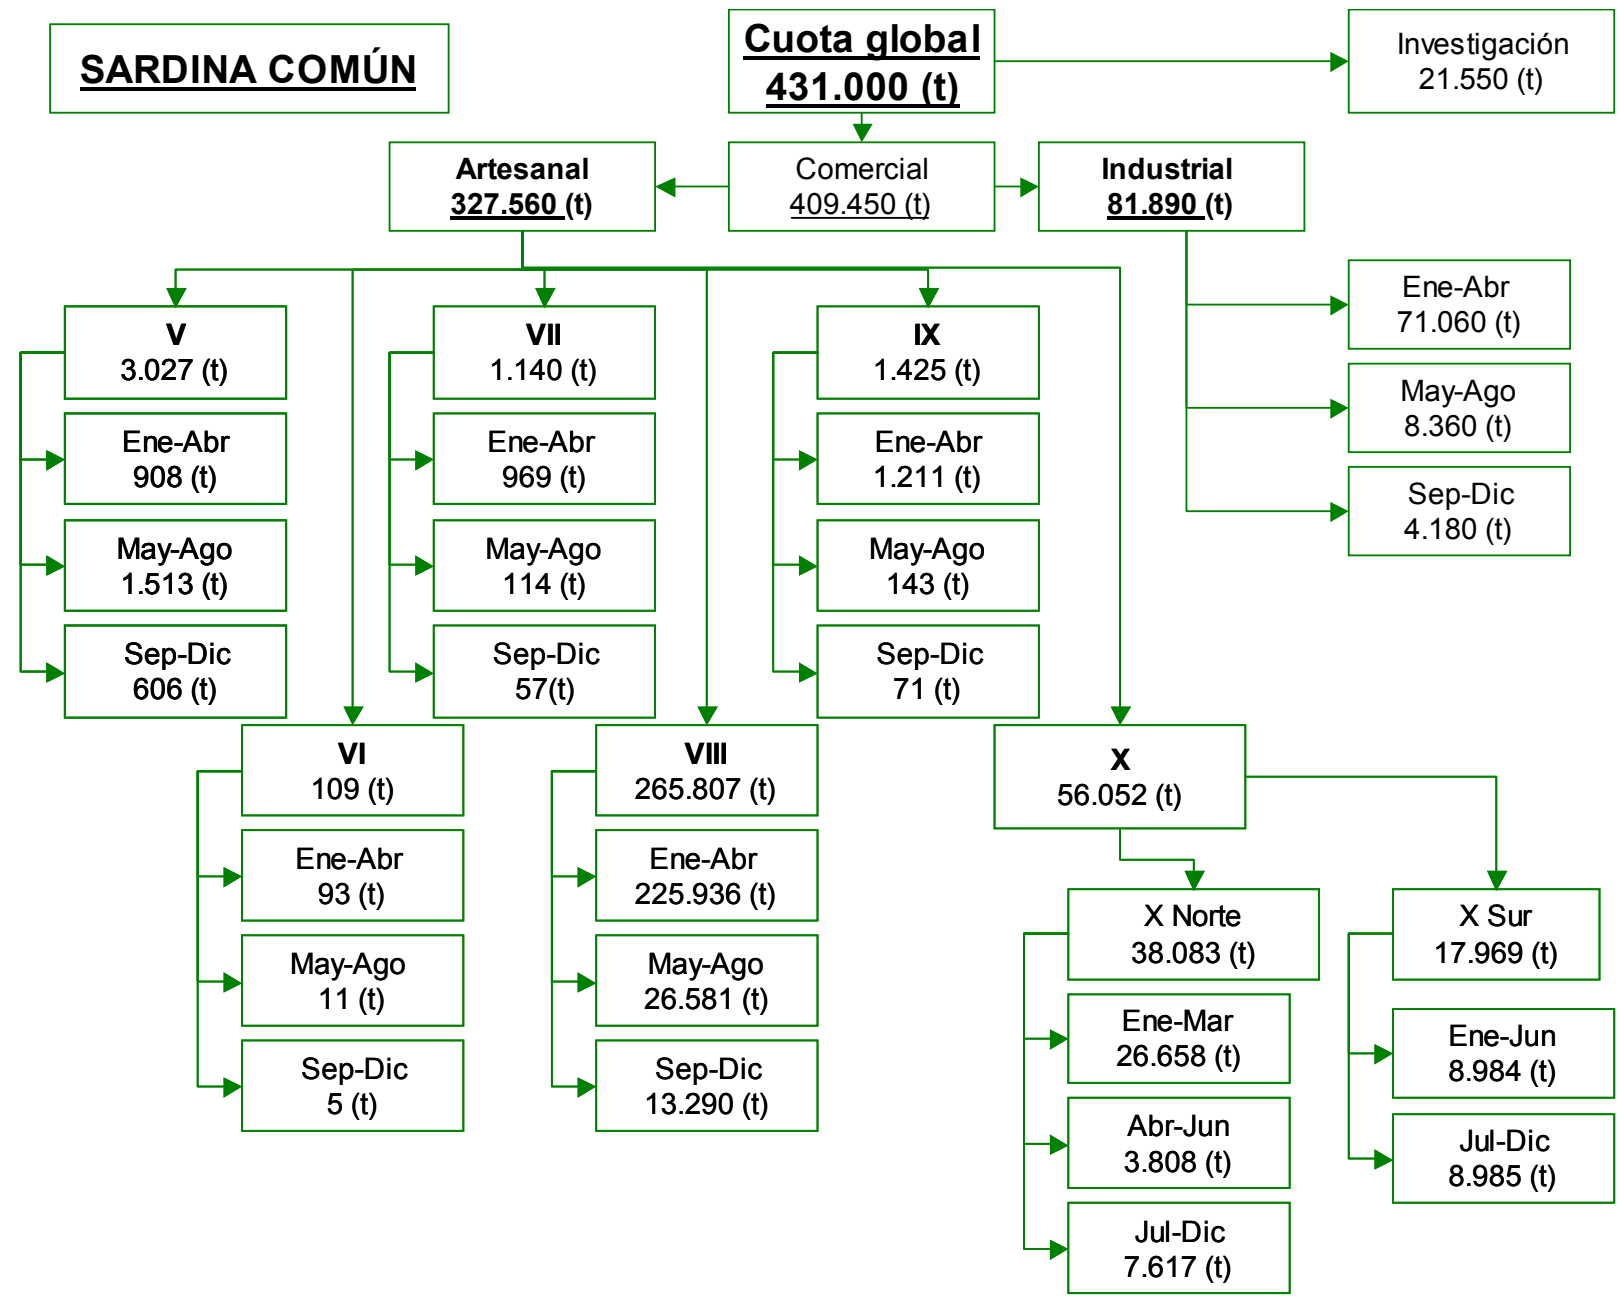 SARDINA COMÚN
Cuota global
431.000 (t)
Investigación
21.550 (t)
Artesanal
327.560 (t)
Comercial
409.450 (t)
Industrial
81.890 (t)
Ene-Abr
71.060 (t)
May-Ago
8.360 (t)
Sep-Dic
4.180 (t)
V
3.027 (t)
Ene-Abr
908 (t)
May-Ago
1.513 (t)
Sep-Dic
606 (t)
VII
1.140 (t)
Ene-Abr
969 (t)
May-Ago
114 (t)
Sep-Dic
57(t)
IX
1.425 (t)
Ene-Abr
1.211 (t)
May-Ago
143 (t)
Sep-Dic
71 (t)
VI
109 (t)
Ene-Abr
93 (t)
May-Ago
11 (t)
Sep-Dic
5 (t)
VIII
265.807 (t)
Ene-Abr
225.936 (t)
May-Ago
26.581 (t)
Sep-Dic
13.290 (t)
X
56.052 (t)
X Norte
38.083 (t)
Ene-Mar
26.658 (t)
Abr-Jun
3.808 (t)
Jul-Dic
7.617 (t)
X Sur
17.969 (t)
Ene-Jun
8.984 (t)
Jul-Dic
8.985 (t)